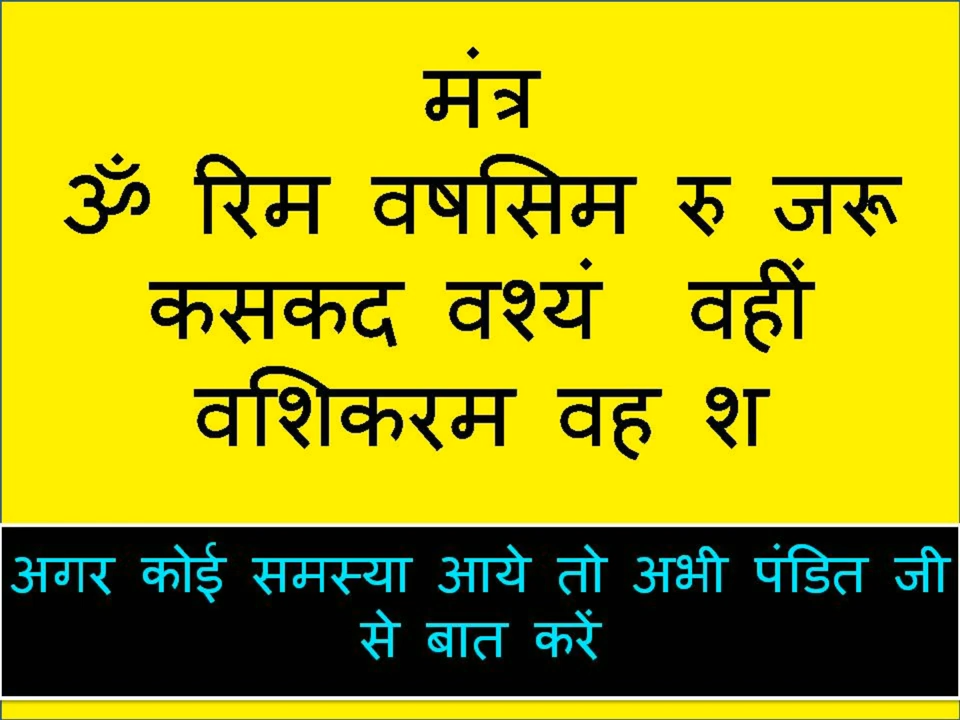 मंत्र
ॐ रिम वषसिम रु जरू
कसकद वश्यं वहीं
वशिकरम वह श
अगर कोई समस्या आये तो अभी पंडित जी
से बात करें